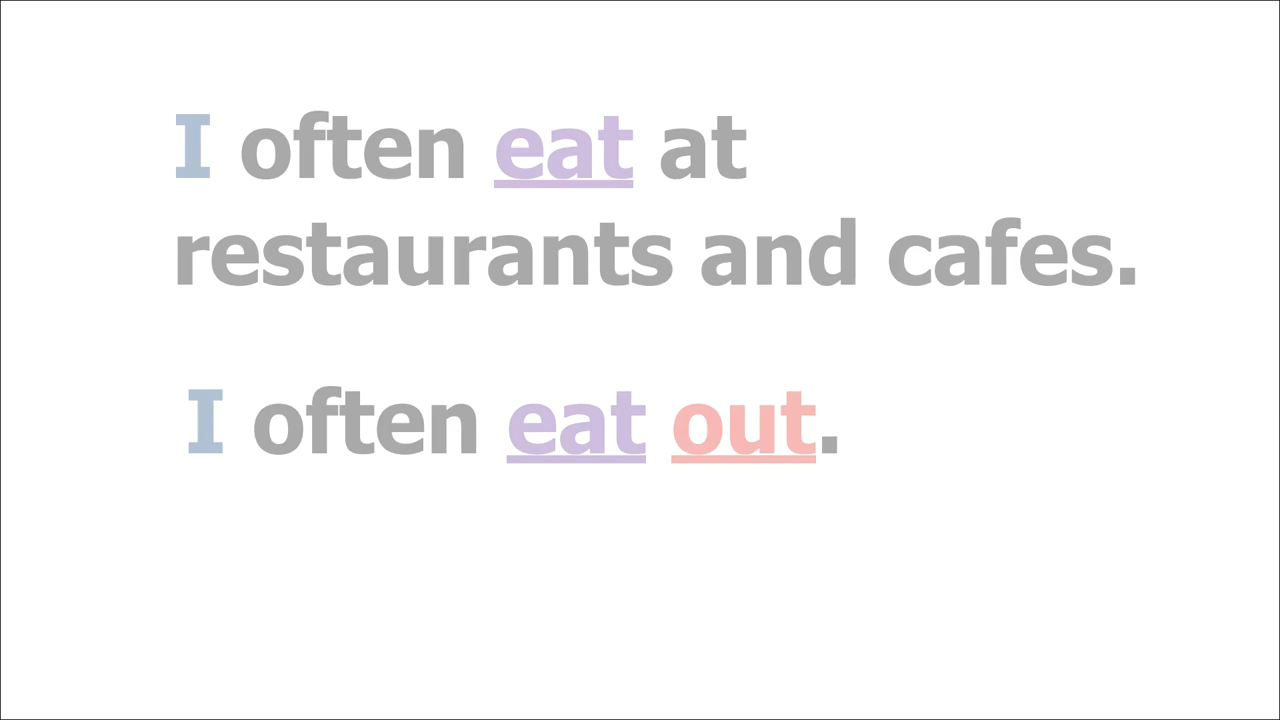 I often eat at
restaurants and cafes.
I often eat out.